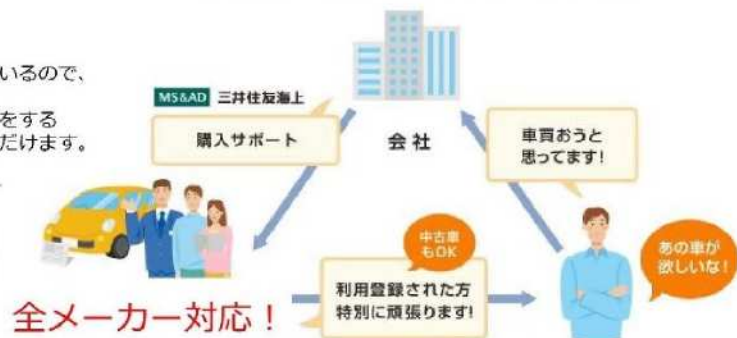 いるので、
をする
だけます。
MS&AD 三井住友海上
購入サポート
会社
車買おうと
思ってます!
中古車
もOK
あの車が
欲しいな!
利用登録された方
特別に頑張ります!
全メーカー対応！